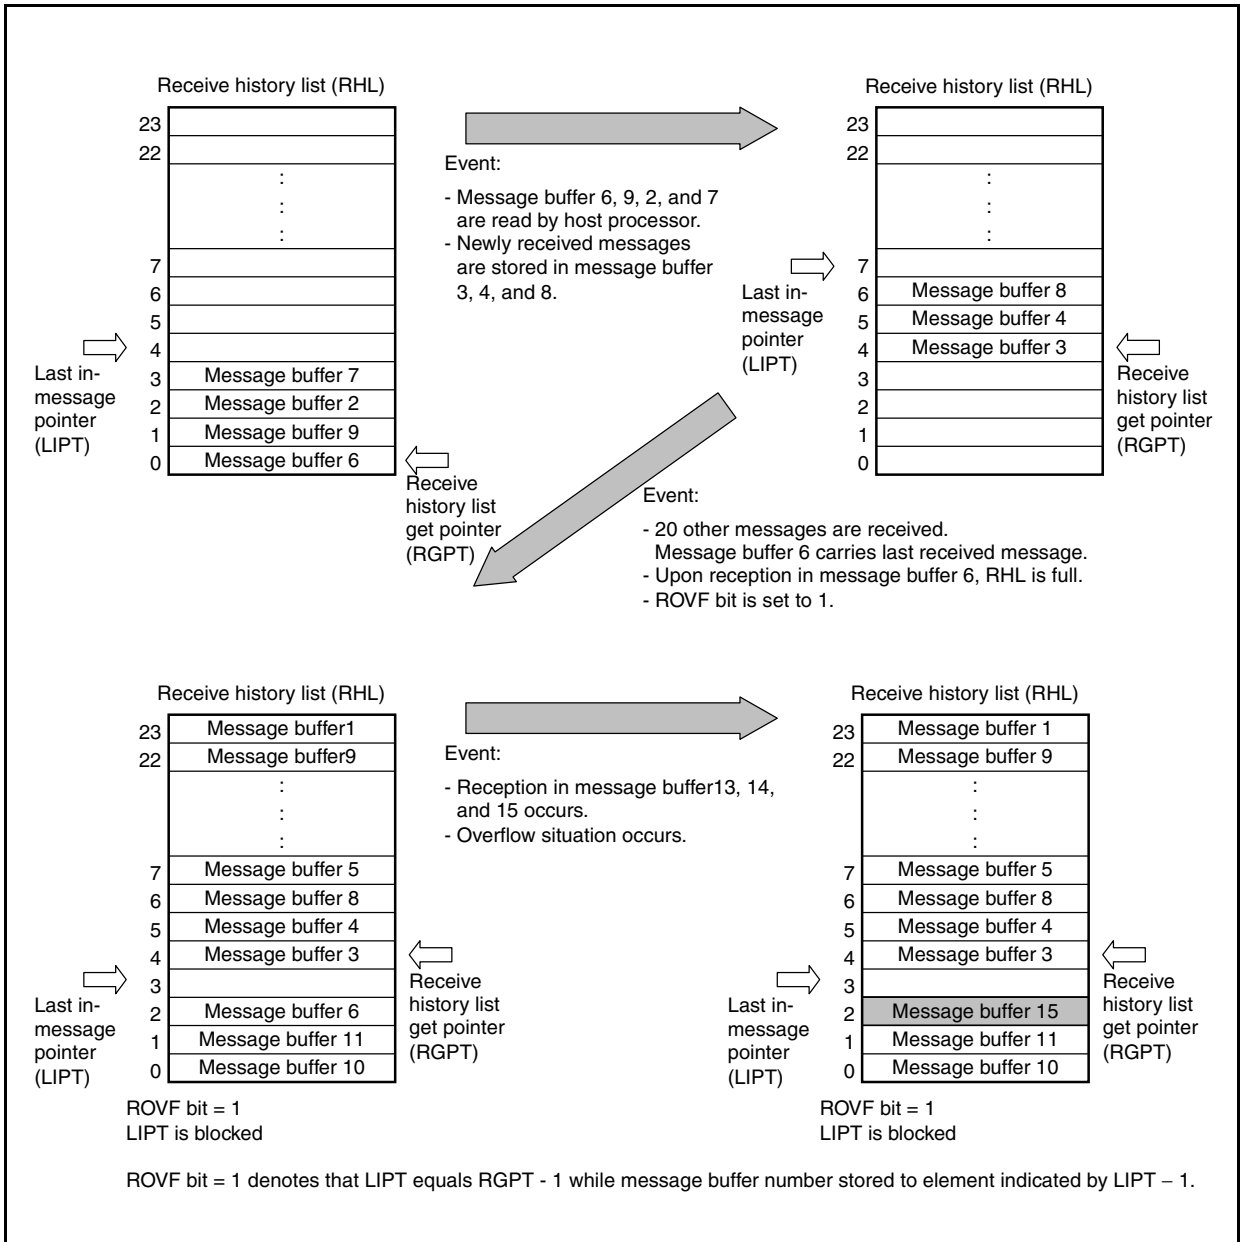 Receive history list (RHL)
23
22
:
:
:
7
6
5
4
3 Message buffer 7
2 Message buffer 2
1 Message buffer 9
0 Message buffer 6
Last in-
message
pointer
(LIPT)
Receive
history list
get pointer
(RGPT)
Event:
- Message buffer 6, 9, 2, and 7
are read by host processor.
- Newly received messages
are stored in message buffer
3, 4, and 8.
Receive history list (RHL)
23
22
:
:
:
7
6 Message buffer 8
5 Message buffer 4
4 Message buffer 3
3
2
1
0
Last in-
message
pointer
(LIPT)
Receive
history list
get pointer
(RGPT)
Event:
- 20 other messages are received.
Message buffer 6 carries last received message.
- Upon reception in message buffer 6, RHL is full.
- ROVF bit is set to 1.
Receive history list (RHL)
23 Message buffer1
22 Message buffer9
:
:
:
7 Message buffer 5
6 Message buffer 8
5 Message buffer 4
4 Message buffer 3
3
2 Message buffer 6
1 Message buffer 11
0 Message buffer 10
Last in-
message
pointer
(LIPT)
Receive
history list
get pointer
(RGPT)
ROVF bit = 1
LIPT is blocked
Event:
- Reception in message buffer13, 14,
and 15 occurs.
- Overflow situation occurs.
Receive history list (RHL)
23 Message buffer 1
22 Message buffer 9
:
:
:
7 Message buffer 5
6 Message buffer 8
5 Message buffer 4
4 Message buffer 3
3
2 Message buffer 15
1 Message buffer 11
0 Message buffer 10
Last in-
message
pointer
(LIPT)
Receive
history list
get pointer
(RGPT)
ROVF bit = 1
LIPT is blocked
ROVF bit = 1 denotes that LIPT equals RGPT - 1 while message buffer number stored to element indicated by LIPT – 1.